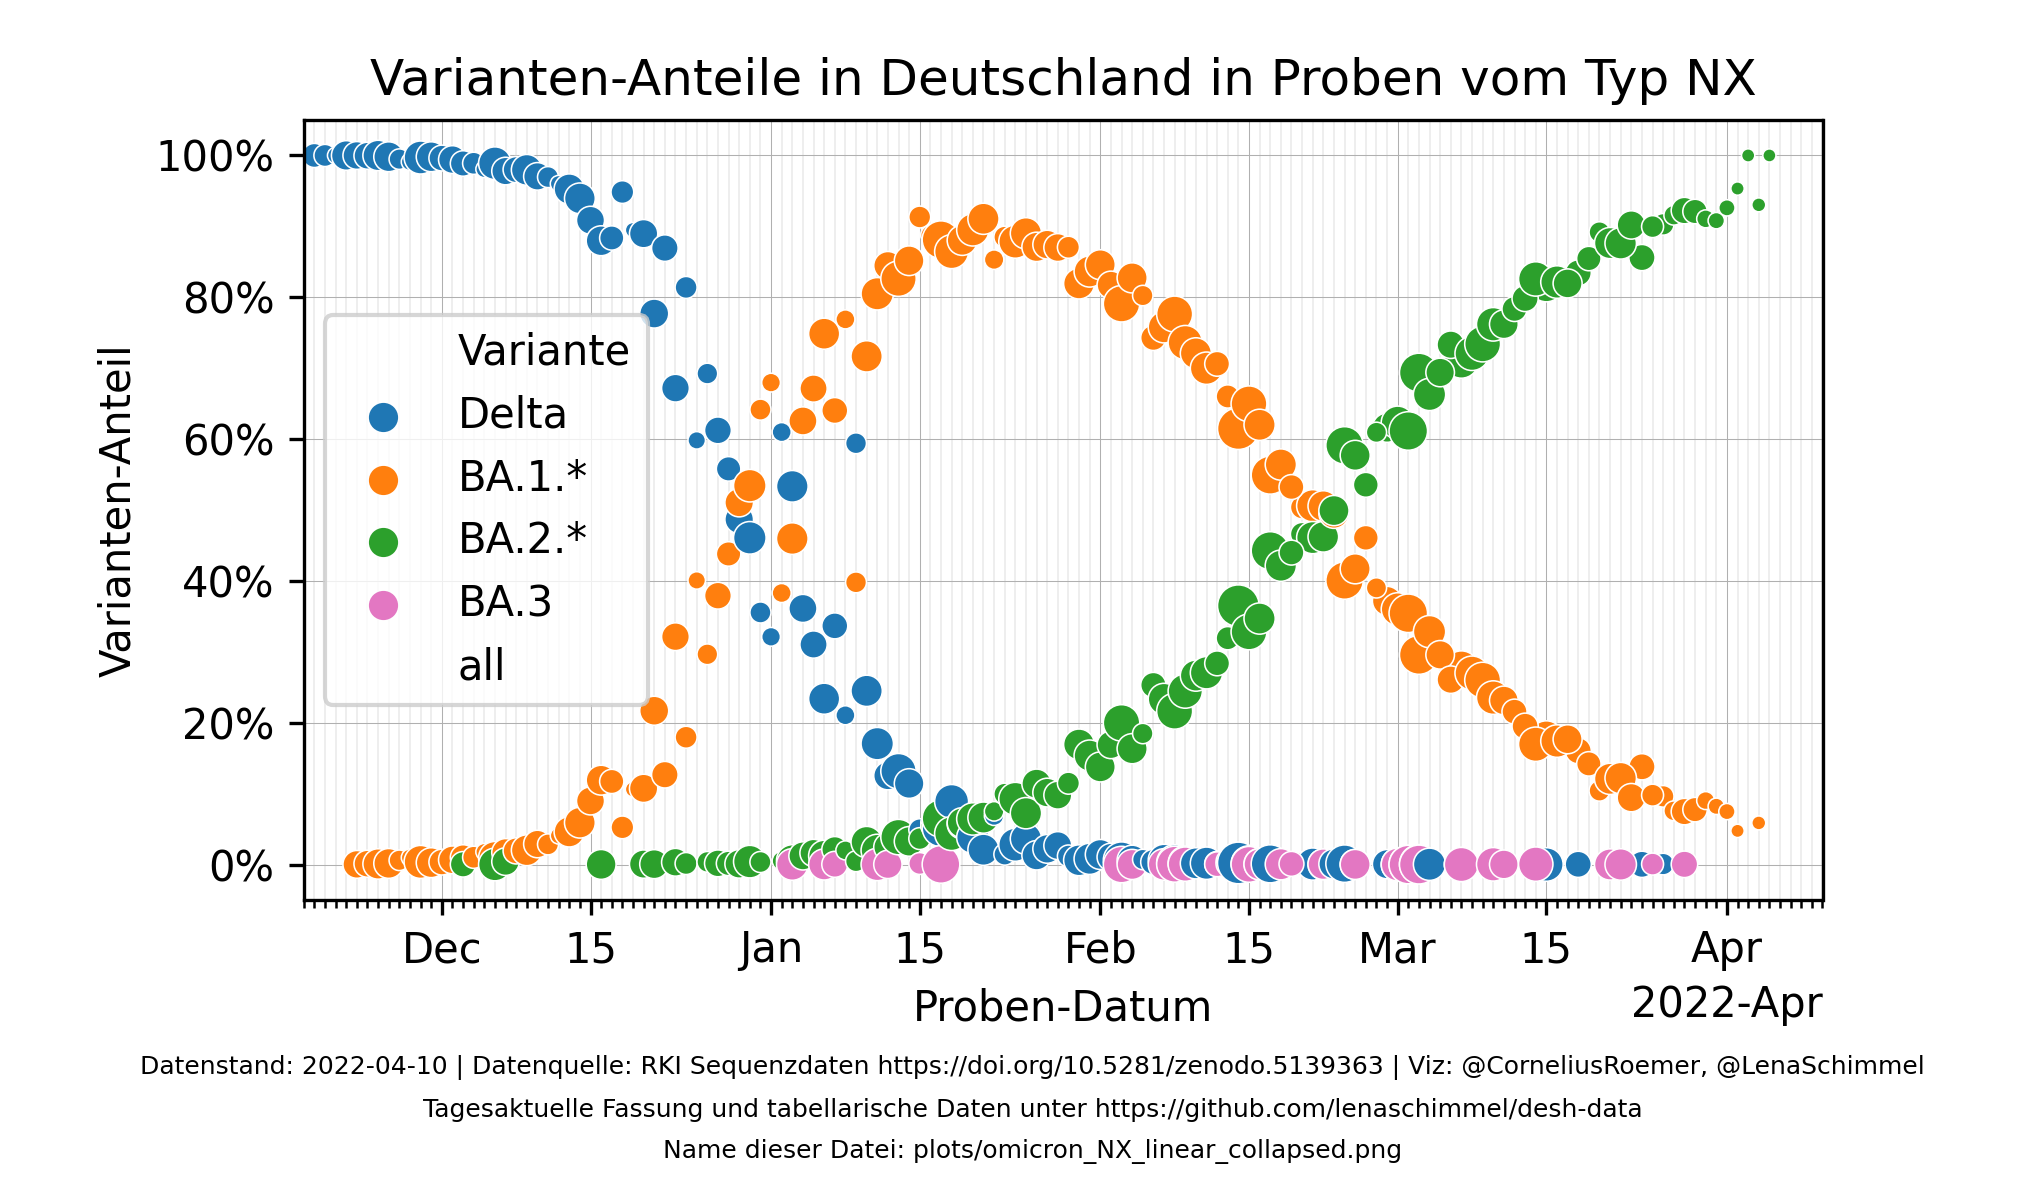 Varianten-Anteile in Deutschland in Proben vom Typ NX
Varianten-Anteil
100%
80%
60%
40%
20%
0%
Variante
Delta
BA.1.*
BA.2.*
BA.3
all
Dec 15 Jan 15 Feb 15 Mar 15 Apr
2022-Apr
Proben-Datum
Datenstand: 2022-04-10 | Datenquelle: RKI Sequenzdaten https://doi.org/10.5281/zenodo.5139363 | Viz: @CorneliusRoemer, @LenaSchimmel
Tagesaktuelle Fassung und tabellarische Daten unter https://github.com/lenaschimmel/desh-data
Name dieser Datei: plots/omicron_NX_linear_collapsed.png